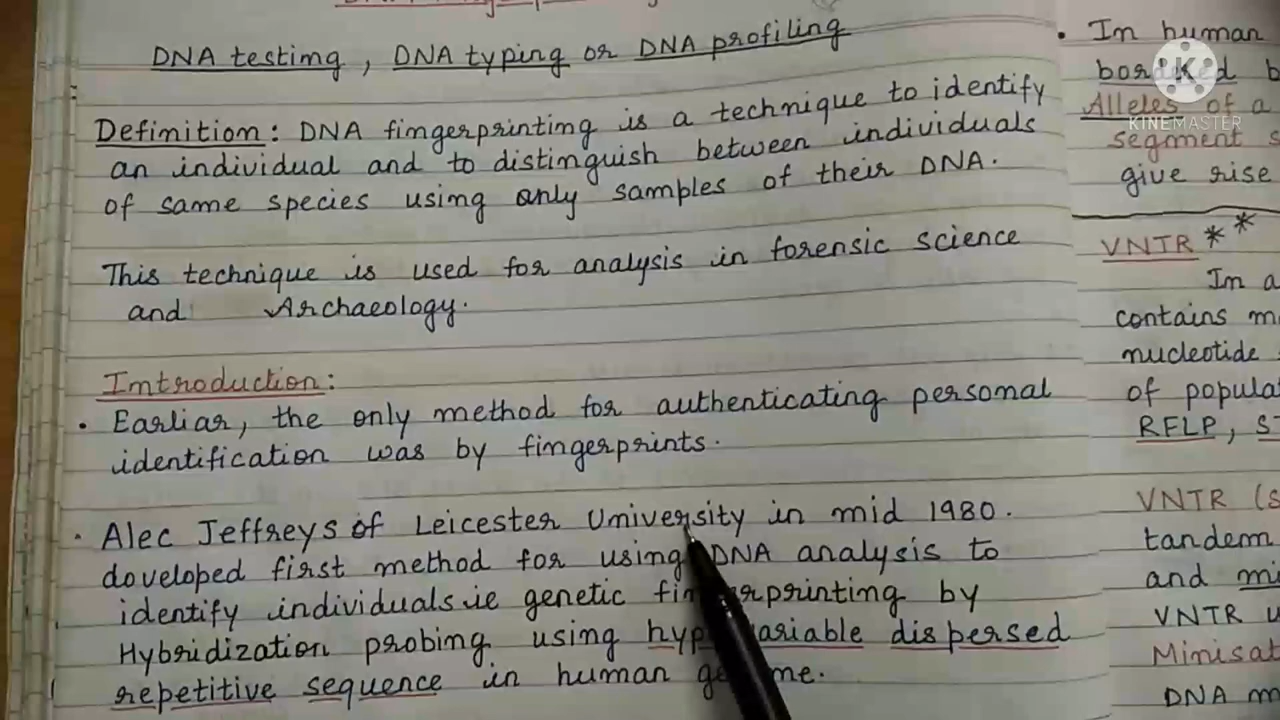 DNA testing, DNA typing or DNA profiling
Definition: DNA fingerprinting is a technique to identify
an individual and to distinguish between individuals
of same species using only samples of their DNA.
This technique is used for analysis in forensic science
and Archaeology.
Introduction:
• Earliar, the only method for authenticating personal
identification was by fingerprints.
• Alec Jeffreys of Leicester University in mid 1980.
doveloped first method for using DNA analysis to
identify individuals ie genetic fingerprinting by
Hybridization probing using hypervariable dispersed
repetitive sequence in human genome.
• In human
Alleles of a
segment
give rise
VNTR **
In a
contains
nucleotide
of
RFLP,
VNTR
tandem
and
VNTR
DNA
K
KINEMASTER